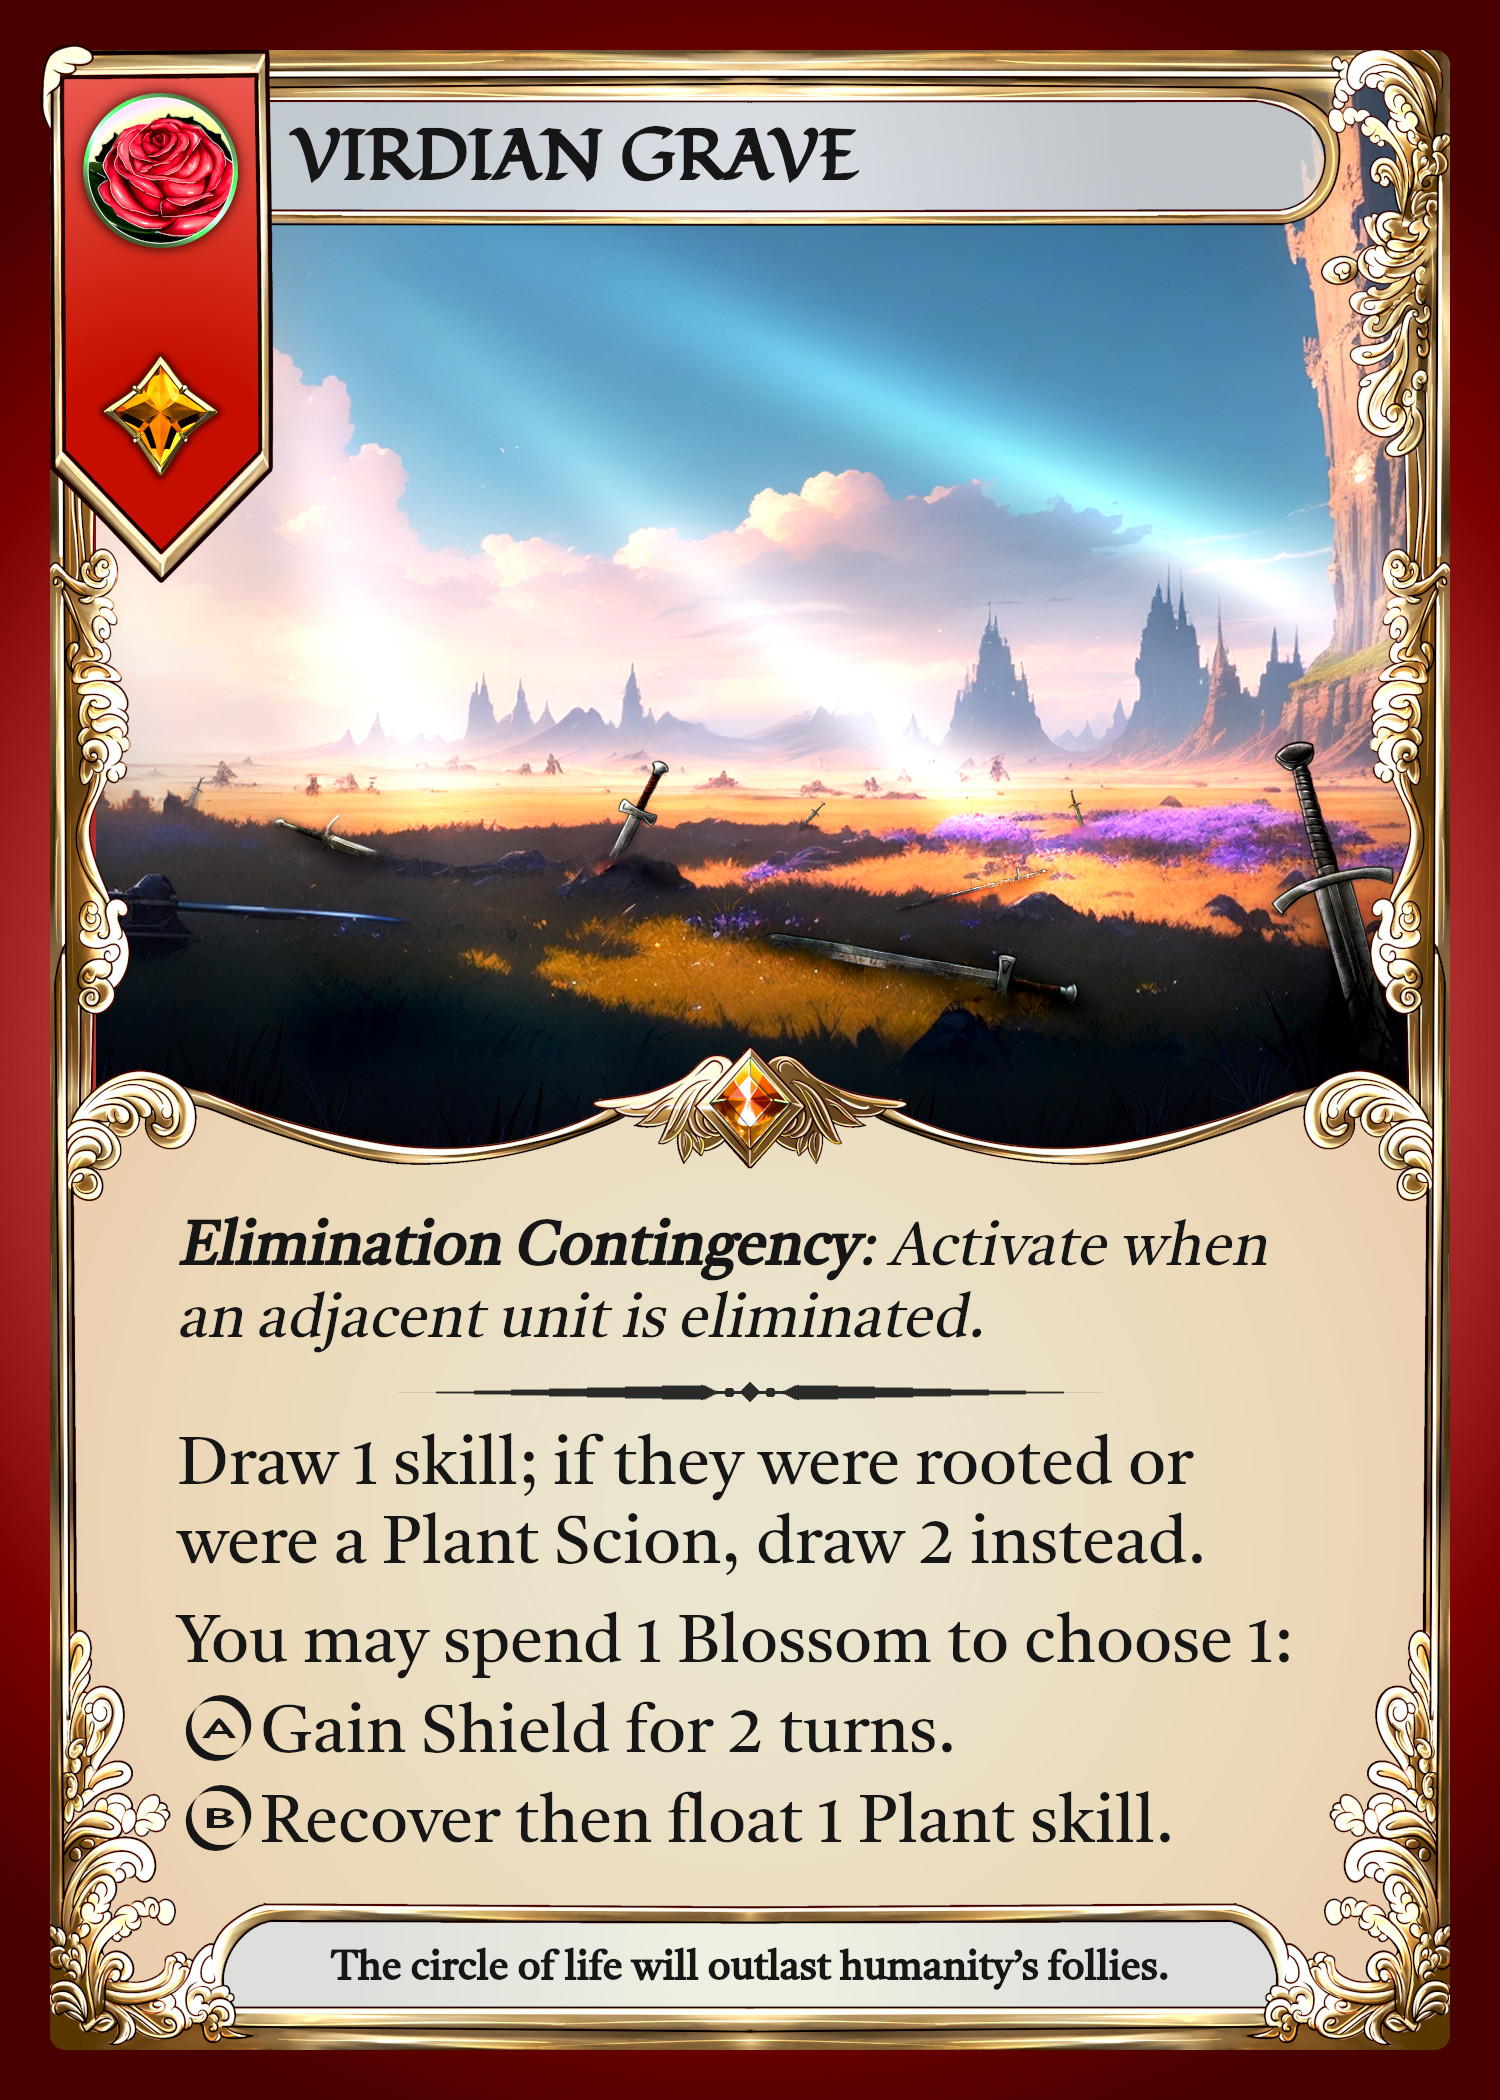 VIRDIAN GRAVE
Elimination Contingency: Activate when
an adjacent unit is eliminated.
Draw 1 skill; if they were rooted or
were a Plant Scion, draw 2 instead.
You may spend 1 Blossom to choose 1:
A Gain Shield for 2 turns.
B Recover then float 1 Plant skill.
The circle of life will outlast humanity’s follies.